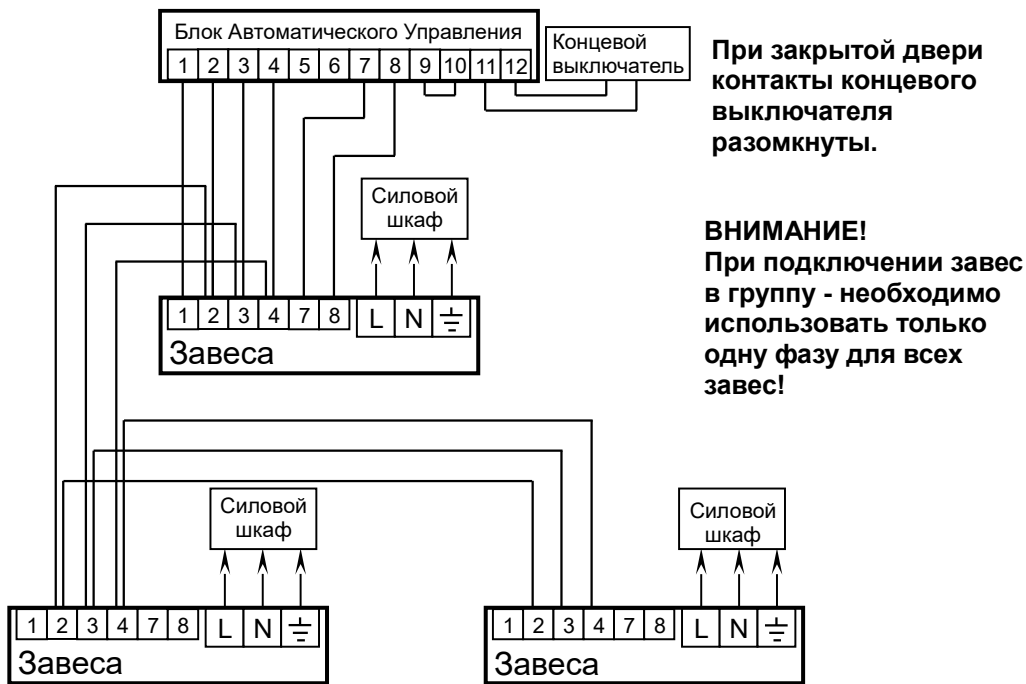 Блок Автоматического Управления
1 2 3 4 5 6 7 8 9 10 11 12
Концевой
выключатель
При закрытой двери
контакты концевого
выключателя
разомкнуты.
Силовой
шкаф
ВНИМАНИЕ!
При подключении завес
в группу - необходимо
использовать только
одну фазу для всех
завес!
1 2 3 4 7 8 L N
Завеса
Силовой
шкаф
1 2 3 4 7 8 L N
Завеса
Силовой
шкаф
1 2 3 4 7 8 L N
Завеса